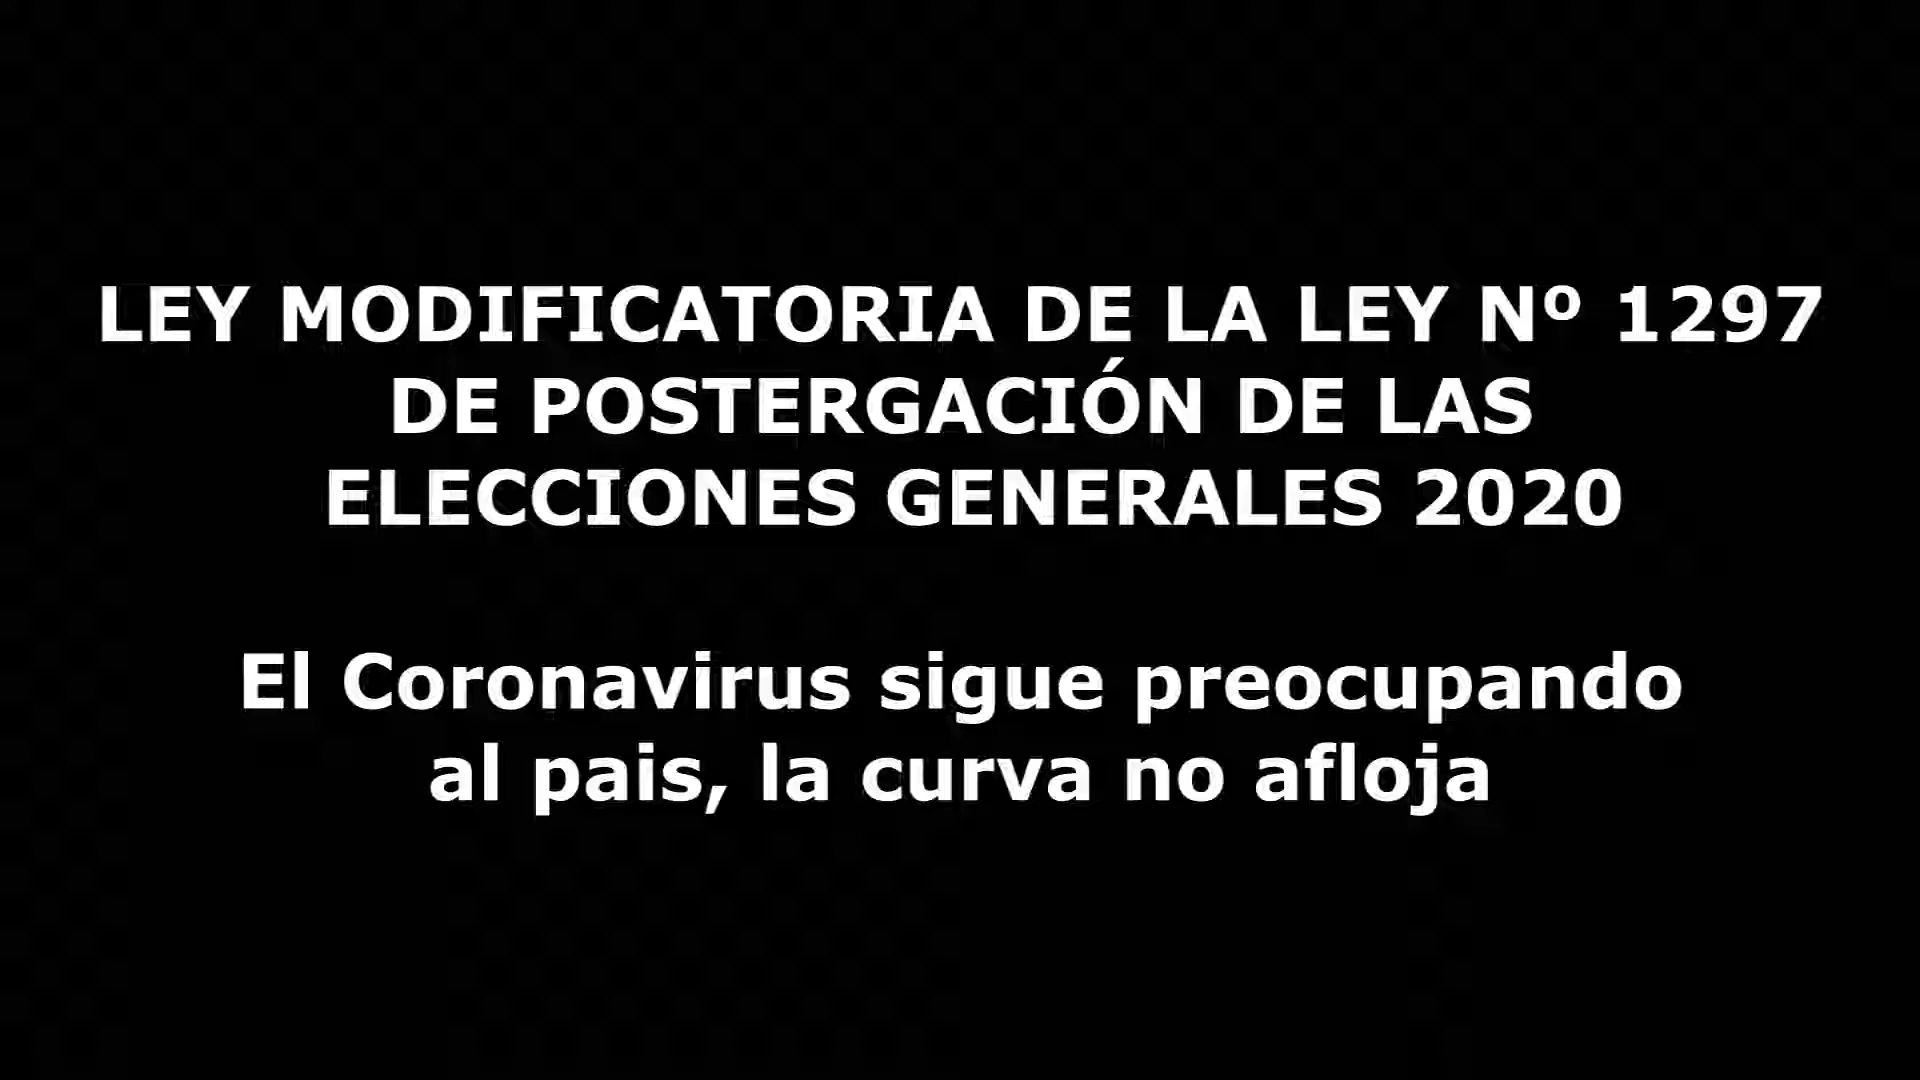 LEY MODIFICATORIA DE LA LEY Nº 1297
DE POSTERGACIÓN DE LAS
ELECCIONES GENERALES 2020
El Coronavirus sigue preocupando
al pais, la curva no afloja